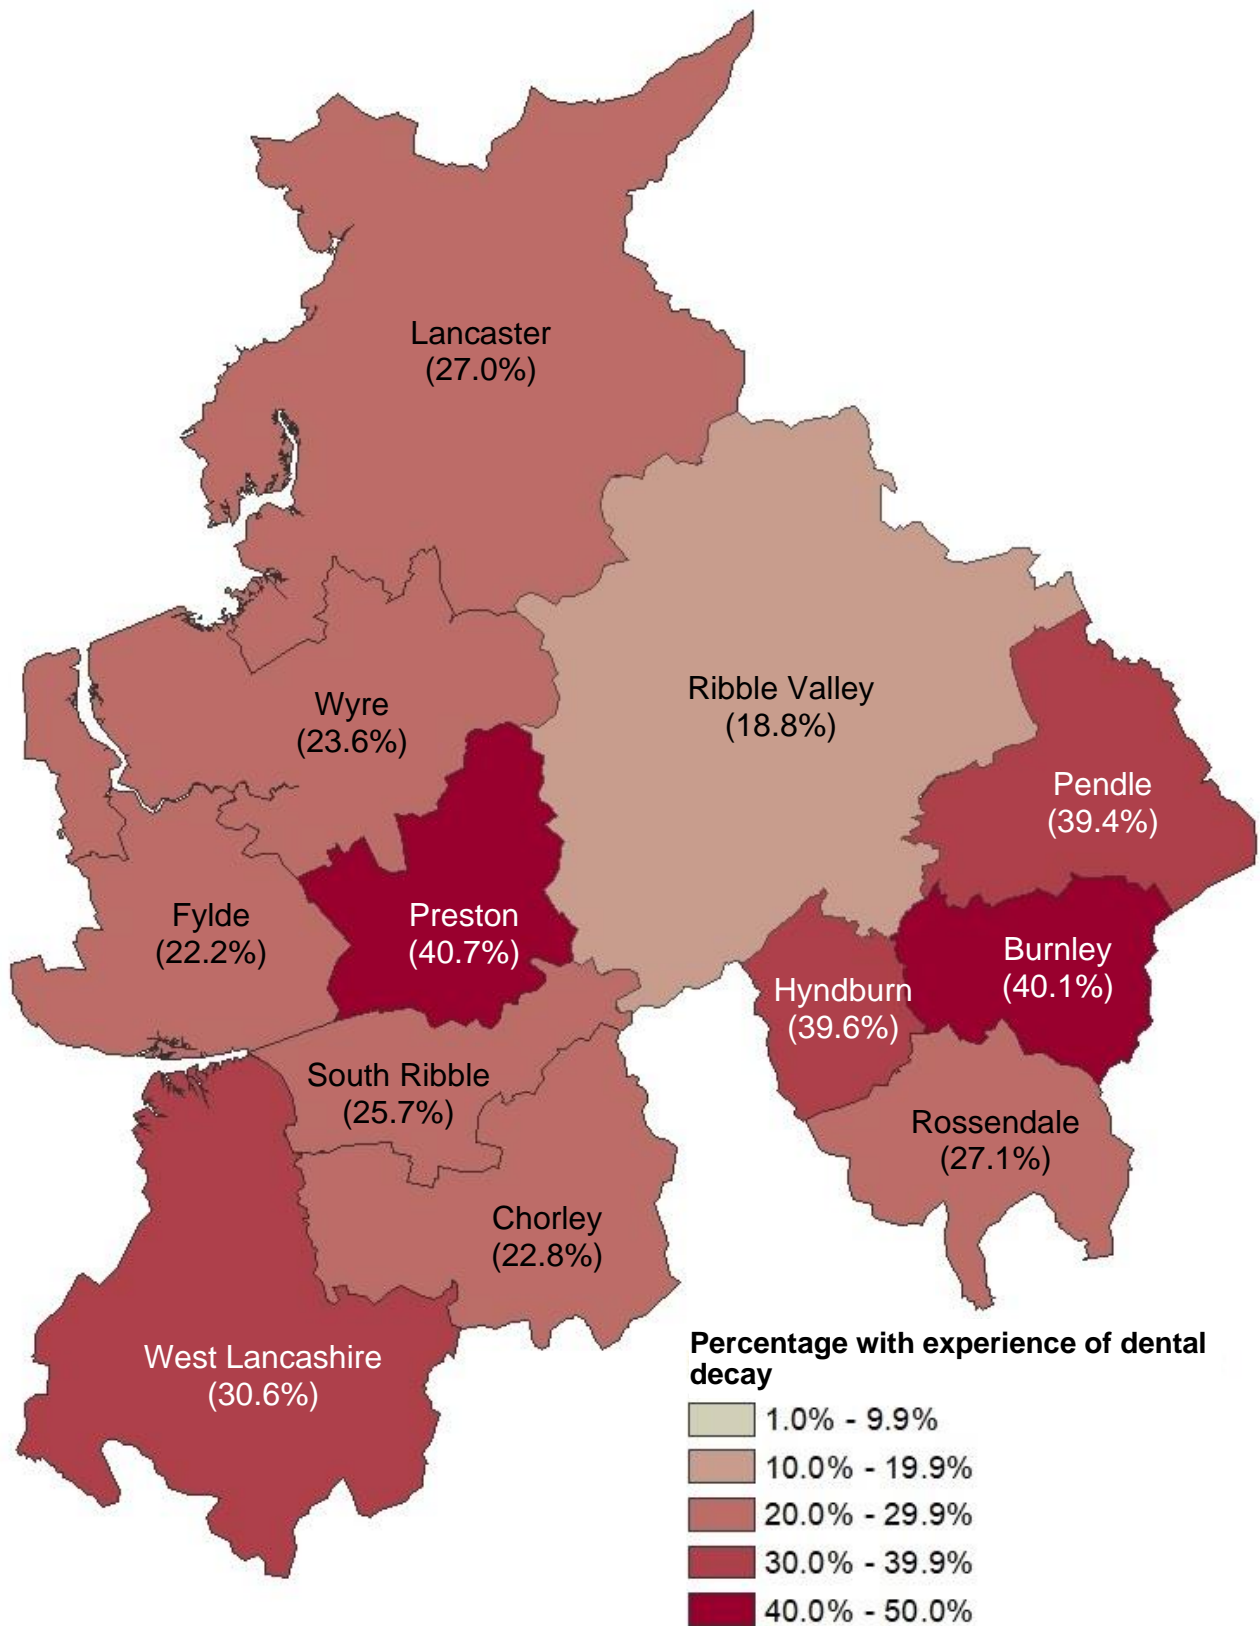 Lancaster
(27.0%)
Ribble Valley
(18.8%)
Wyre
(23.6%)
Pendle
(39.4%)
Fylde
(22.2%)
Preston
(40.7%)
Burnley
(40.1%)
Hyndburn
(39.6%)
South Ribble
(25.7%)
Rossendale
(27.1%)
Chorley
(22.8%)
West Lancashire
(30.6%)
Percentage with experience of dental
decay
1.0% - 9.9%
10.0% - 19.9%
20.0% - 29.9%
30.0% - 39.9%
40.0% - 50.0%